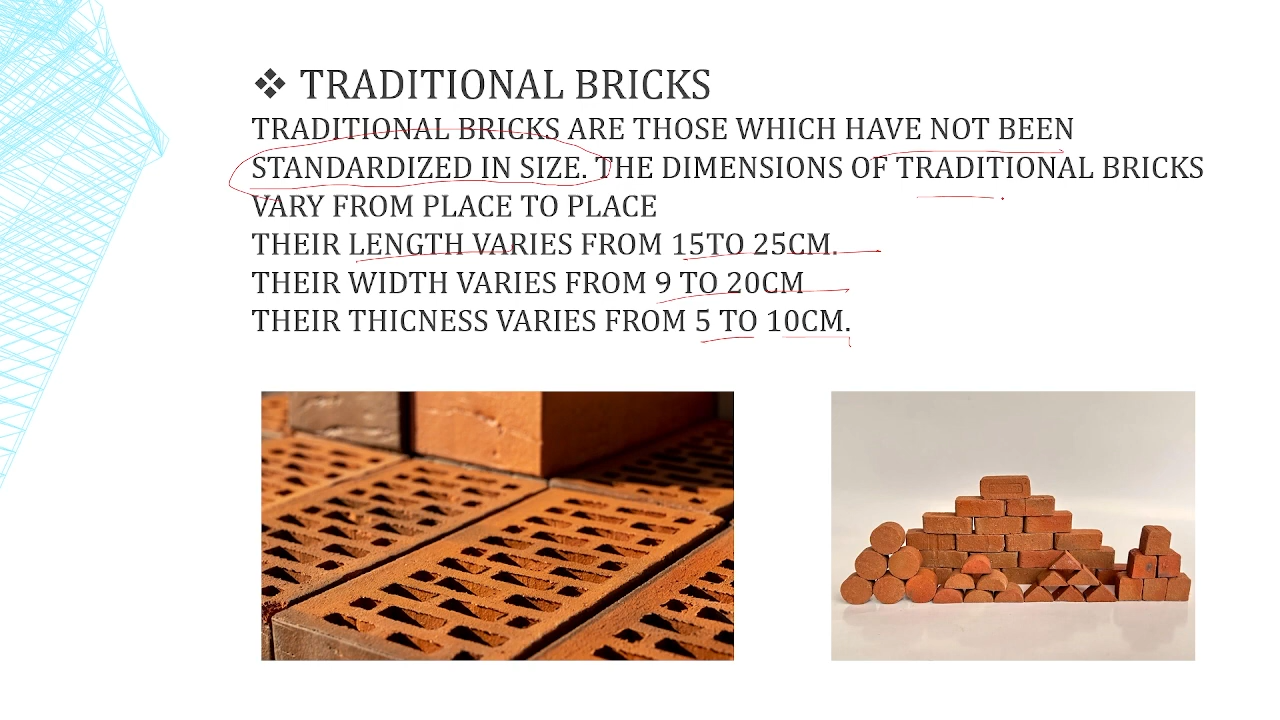 ❖ TRADITIONAL BRICKS
TRADITIONAL BRICKS ARE THOSE WHICH HAVE NOT BEEN
STANDARDIZED IN SIZE. THE DIMENSIONS OF TRADITIONAL BRICKS
VARY FROM PLACE TO PLACE
THEIR LENGTH VARIES FROM 15TO 25CM.
THEIR WIDTH VARIES FROM 9 TO 20CM
THEIR THICNESS VARIES FROM 5 TO 10CM.